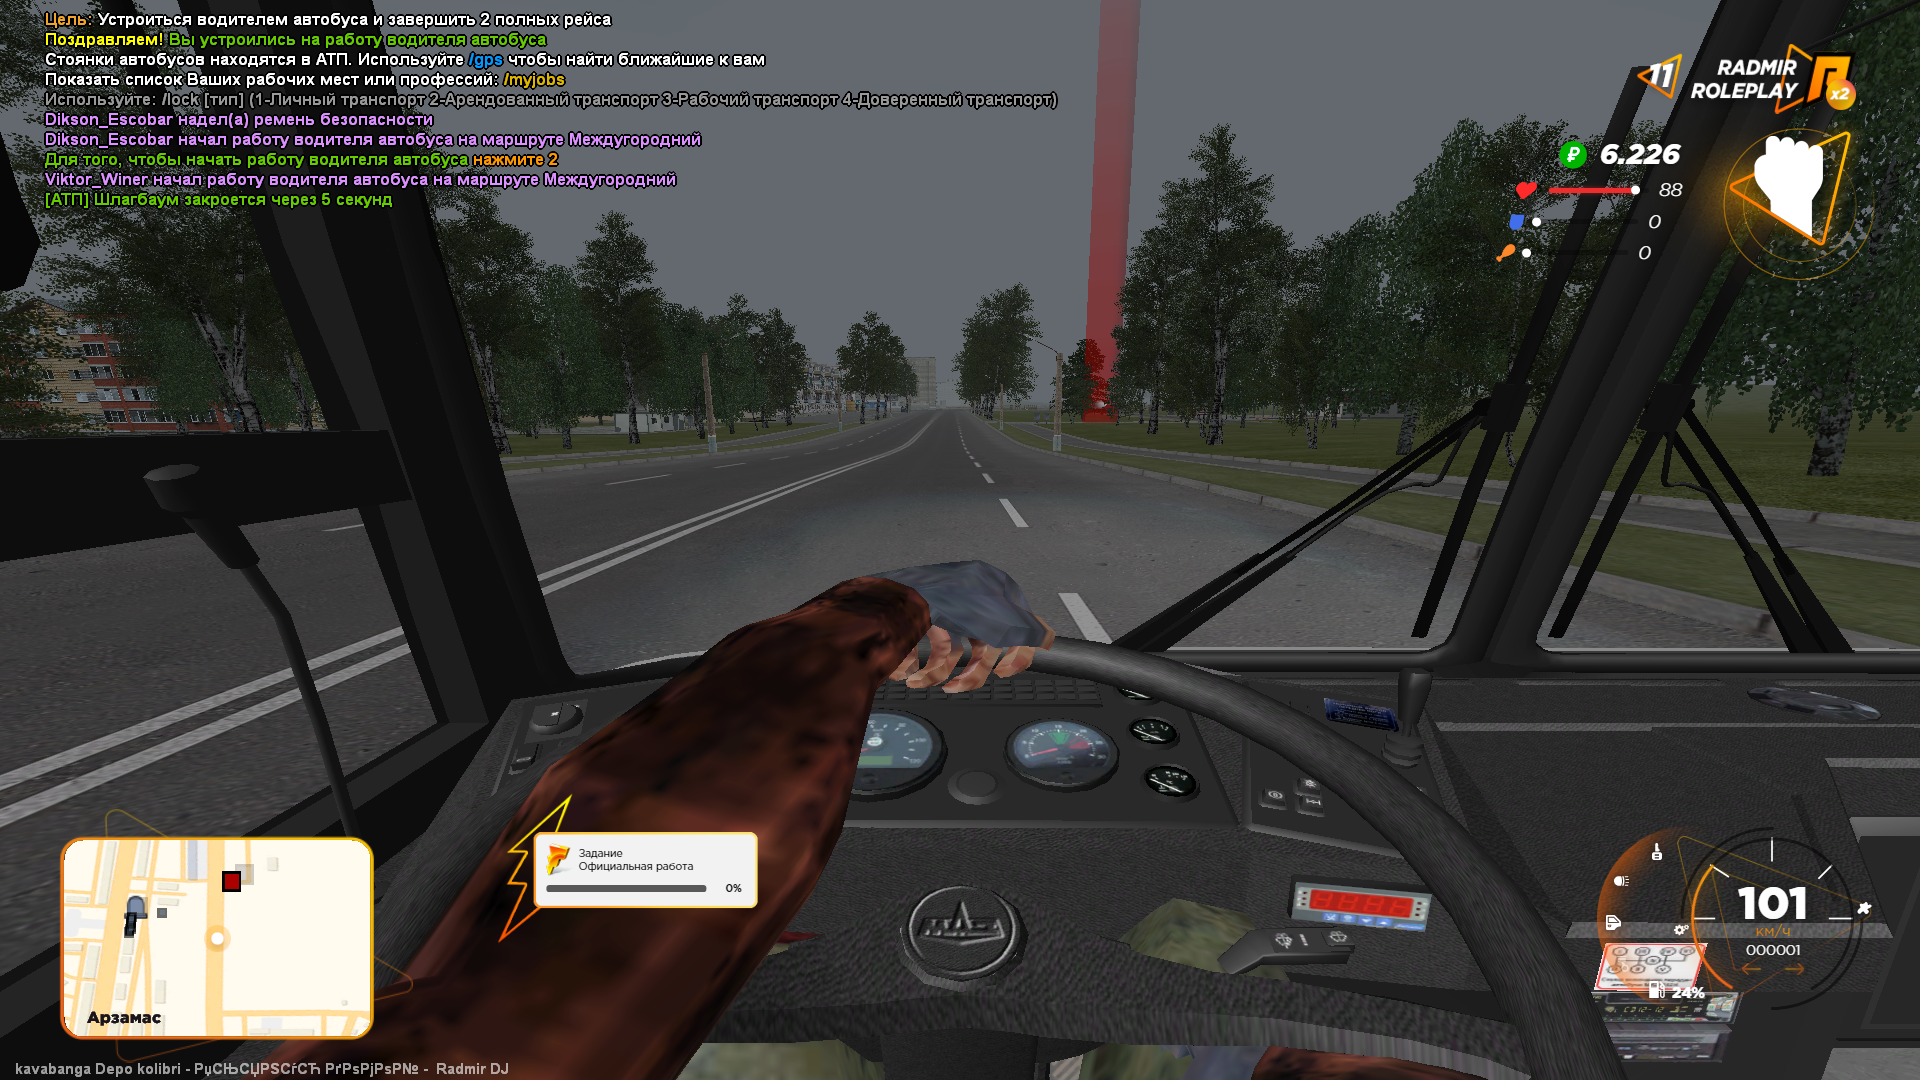 Цель: Устроиться водителем автобуса и завершить 2 полных рейса
Поздравляем! Вы устроились на работу водителя автобуса
Стоянки автобусов находятся в АТП. Используйте /gps чтобы найти ближайшие к вам
Показать список Ваших рабочих мест или профессий: /myjobs
Используйте: /lock [тип] (1-Личный транспорт 2-Арендованный транспорт 3-Рабочий транспорт 4-Доверенный транспорт)
Dikson_Escobar надел(а) ремень безопасности
Dikson_Escobar начал работу водителя автобуса на маршруте Междугородний
Для того, чтобы начать работу водителя автобуса нажмите 2
Viktor_Winer начал работу водителя автобуса на маршруте Междугородний
[АТП] Шлагбаум закроется через 5 секунд
11
RADMIR
ROLEPLAY
x2
6.226
88
0
0
Задание
Официальная работа
0%
МАЗ
101
км/ч
000001
24%
Арзамас
kavabanga Depo kolibri - РџСЊСЏРЅСѓСЋ РґРѕРјРѕР№ - Radmir DJ